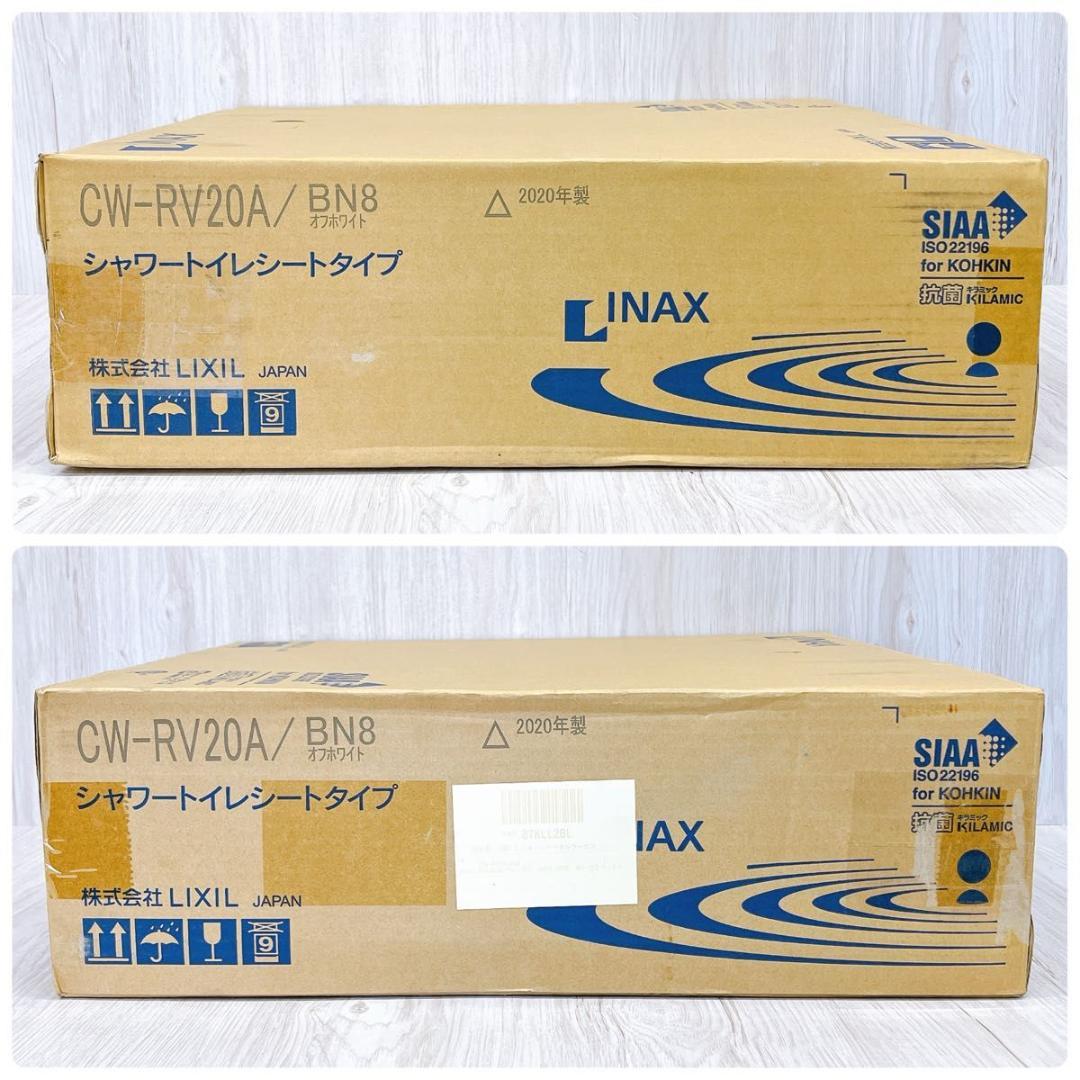 INAX
CW-RV20A/BN8
オフホワイト
△ 2020年製
シャワートイレシートタイプ
SIAA
ISO 22196
for KOHKIN
抗菌 キラミック
KILAMIC
INAX
株式会社 LIXIL JAPAN
9
INAX
SIAA
CW-RV20A/BN8
オフホワイト
△ 2020年製
シャワートイレシートタイプ
SIAA
ISO 22196
for KOHKIN
抗菌 キラミック
KILAMIC
NAX
株式会社 LIXIL JAPAN
9